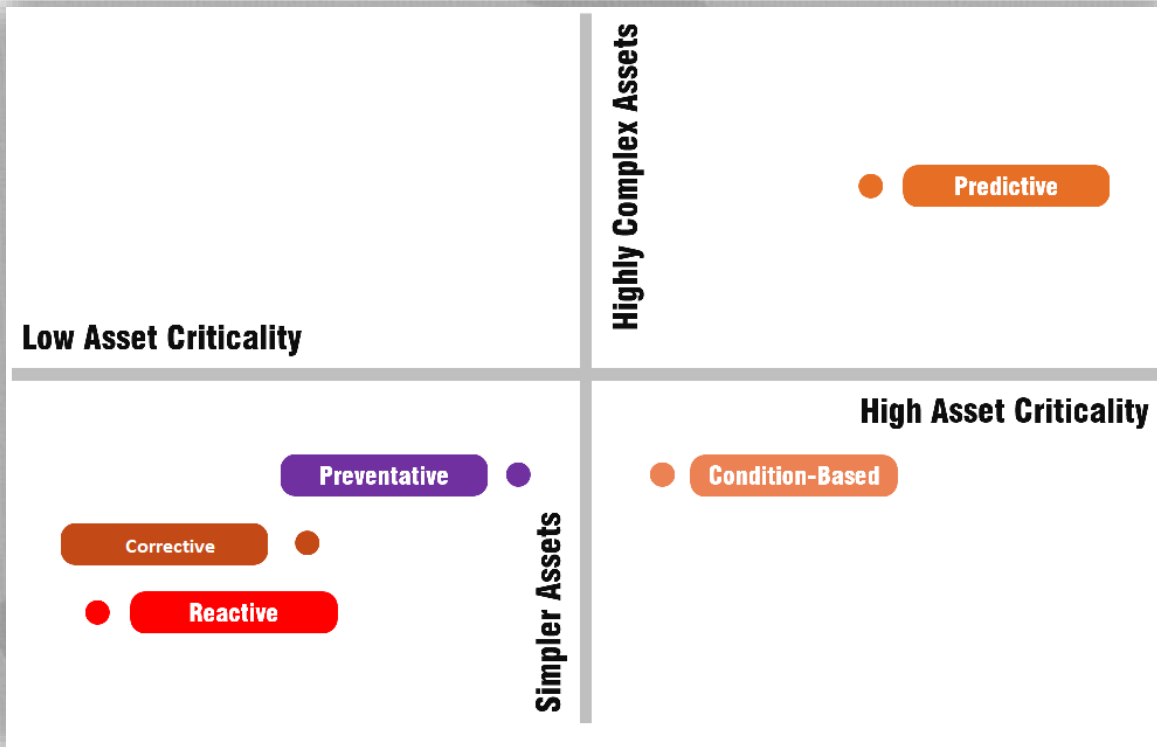 Highly Complex Assets
Predictive
Low Asset Criticality
High Asset Criticality
Preventative
Condition-Based
Corrective
Simpler Assets
Reactive